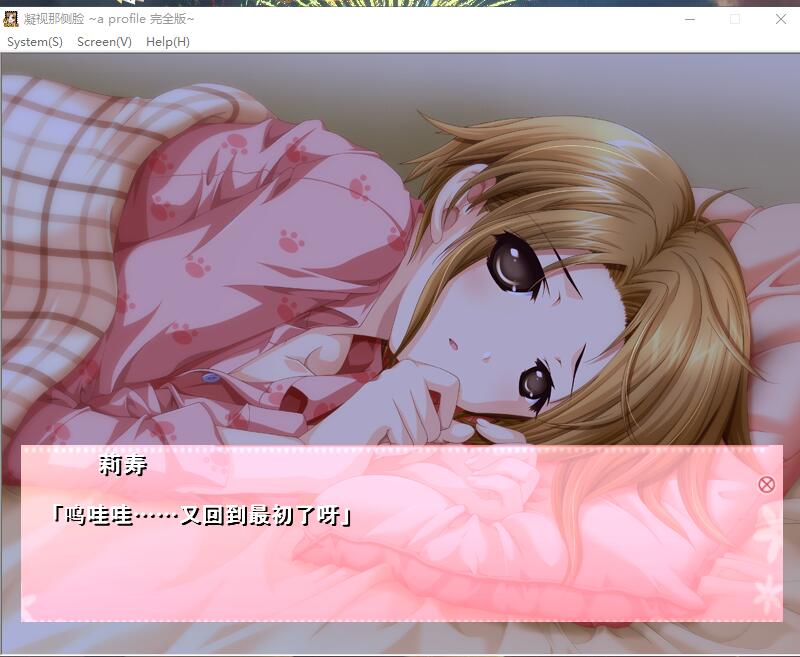 凝视那侧脸 ~a profile 完全版~
System(S) Screen(V) Help(H)
莉寿
「呜哇哇……又回到最初了呀」